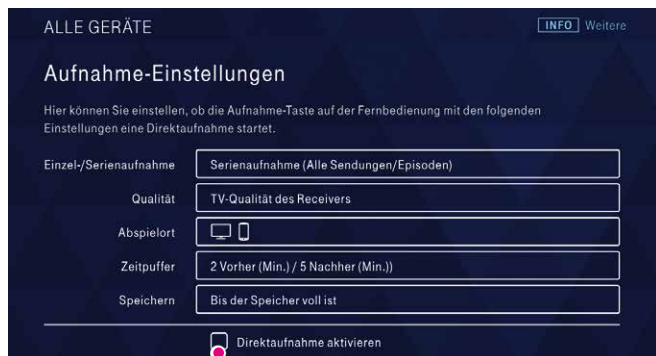 ALLE GERÄTE
INFO Weitere
Aufnahme-Einstellungen
Hier können Sie einstellen, ob die Aufnahme-Taste auf der Fernbedienung mit den folgenden
Einstellungen eine Direktaufnahme startet.
Einzel-/Serienaufnahme Serienaufnahme (Alle Sendungen/Episoden)
Qualität TV-Qualität des Receivers
Abspielort
Zeitpuffer 2 Vorher (Min.) / 5 Nachher (Min.))
Speichern Bis der Speicher voll ist
Direktaufnahme aktivieren